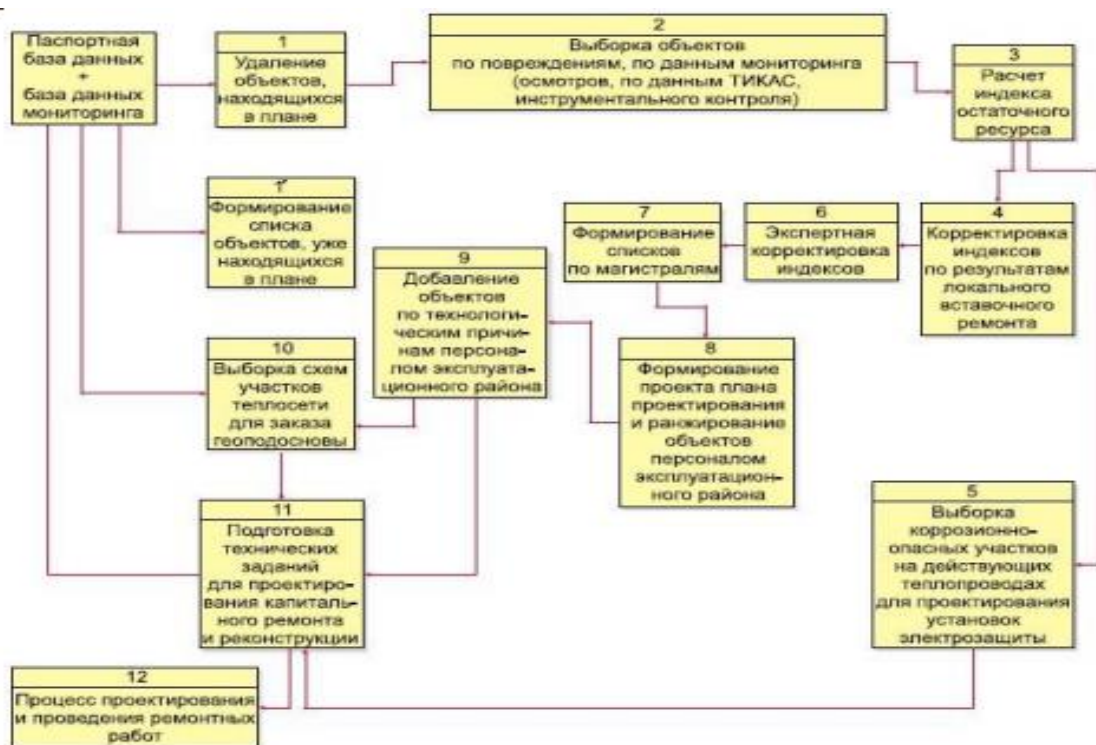 Паспортная
база данных
+
база данных
мониторинга
1
Удаление
объектов,
находящихся
в плане
2
Выборка объектов
по повреждениям, по данным мониторинга
(осмотров, по данным ТИКАС,
инструментального контроля)
3
Расчет
индекса
остаточного
ресурса
1'
Формирование
списка
объектов, уже
находящихся
в плане
9
Добавление
объектов
по технологи-
ческим причи-
нам персона-
лом эксплуата-
ционного района
7
Формирование
списков
по магистралям
6
Экспертная
корректировка
индексов
4
Корректировка
индексов
по результатам
локального
вставочного
ремонта
10
Выборка схем
участков
теплосети
для заказа
геоподосновы
8
Формирование
проекта плана
проектирования
и ранжирование
объектов
персоналом
эксплуатацион-
ного района
11
Подготовка
технических
заданий
для проектиро-
вания капиталь-
ного ремонта
и реконструкции
5
Выборка
коррозионно-
опасных участков
на действующих
теплопроводах
для проектирования
установок
электрозащиты
12
Процесс проектирования
и проведения ремонтных
работ